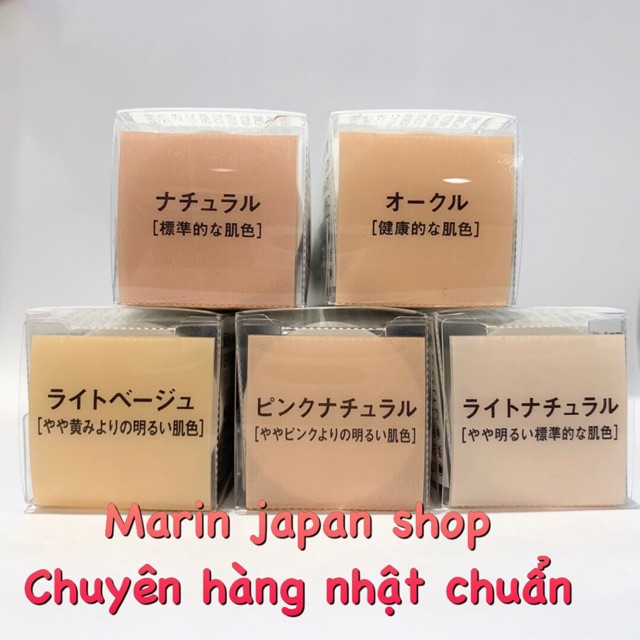 ナチュラル
[標準的な肌色]
オークル
[健康的な肌色]
ライトベージュ
[やや黄みよりの明るい肌色]
ピンクナチュラル
[ややピンクよりの明るい肌色]
ライトナチュラル
[やや明るい標準的な肌色]
Marin japan shop
Chuyên hàng nhật chuẩn